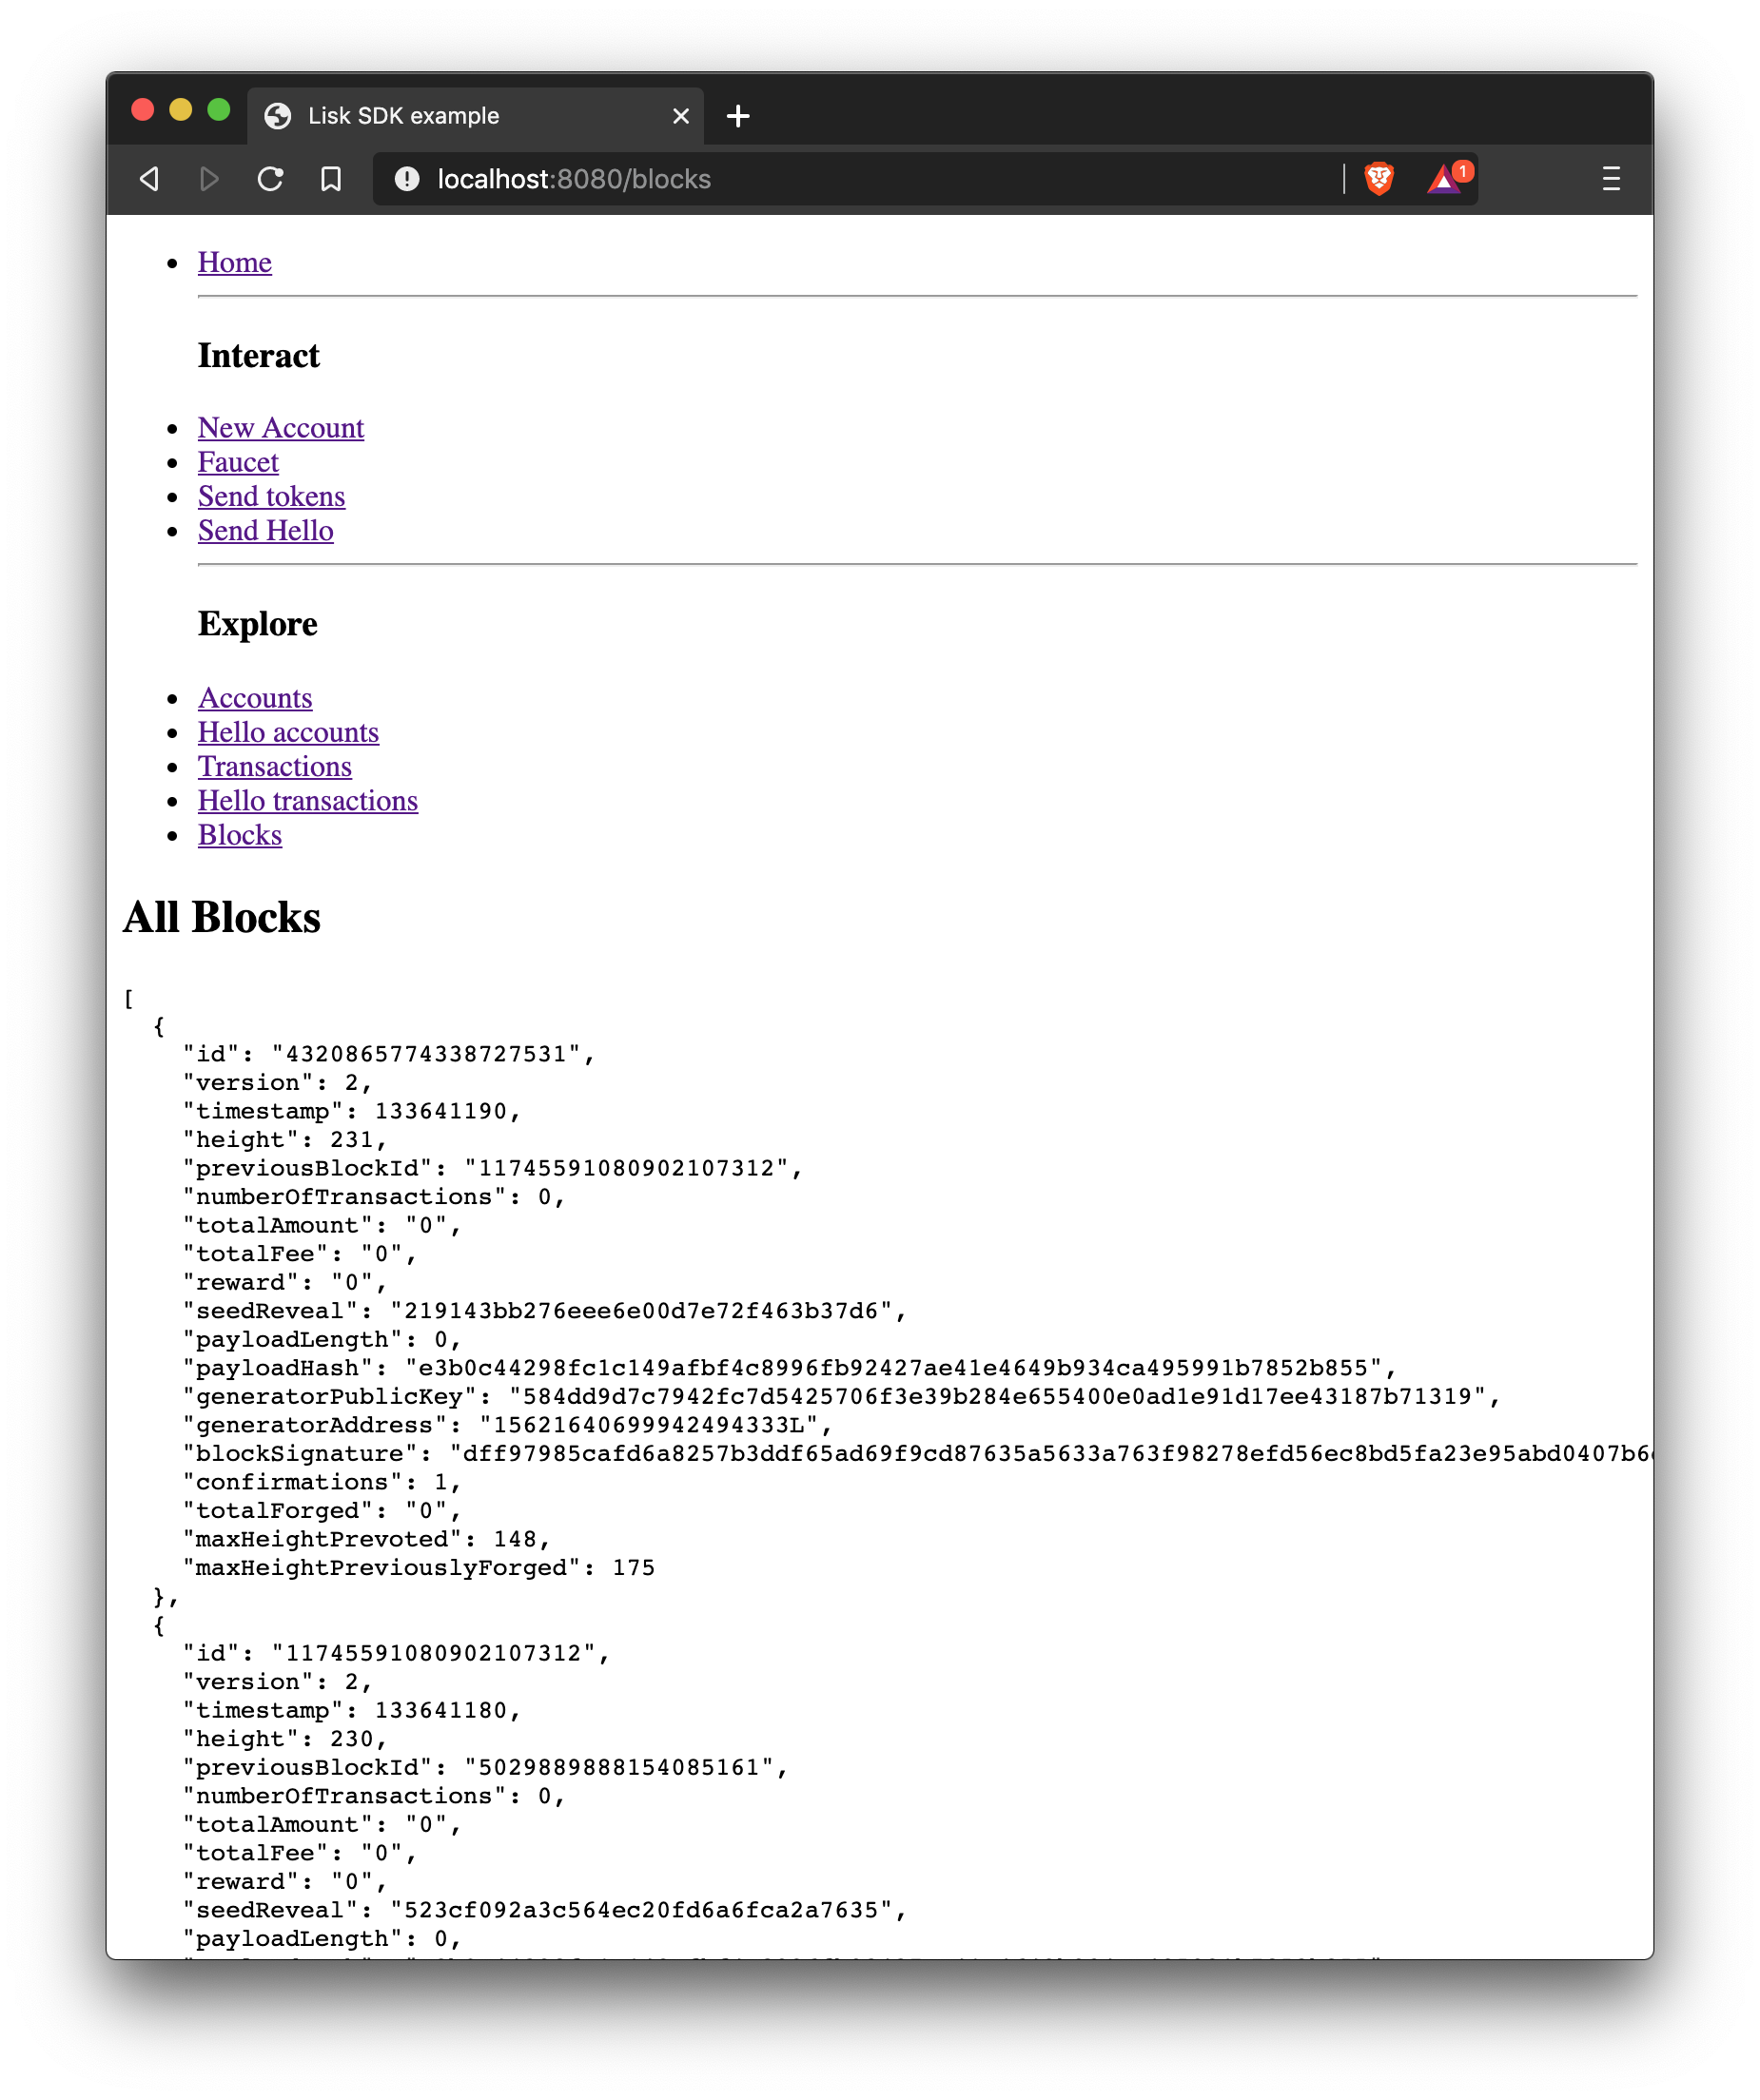 Lisk SDK example
localhost:8080/blocks
1
Home
Interact
New Account
Faucet
Send tokens
Send Hello
Explore
Accounts
Hello accounts
Transactions
Hello transactions
Blocks
All Blocks
[
{
"id": "4320865774338727531",
"version": 2,
"timestamp": 133641190,
"height": 231,
"previousBlockId": "11745591080902107312",
"numberOfTransactions": 0,
"totalAmount": "0",
"totalFee": "0",
"reward": "0",
"seedReveal": "219143bb276eee6e00d7e72f463b37d6",
"payloadLength": 0,
"payloadHash": "e3b0c44298fc1c149afbf4c8996fb92427ae41e4649b934ca495991b7852b855",
"generatorPublicKey": "584dd9d7c7942fc7d5425706f3e39b284e655400e0ad1e91d17ee43187b71319",
"generatorAddress": "15621640699942494333L",
"blockSignature": "dff97985cafd6a8257b3ddf65ad69f9cd87635a5633a763f98278efd56ec8bd5fa23e95abd0407b6
"confirmations": 1,
"totalForged": "0",
"maxHeightPrevoted": 148,
"maxHeightPreviouslyForged": 175
},
{
"id": "11745591080902107312",
"version": 2,
"timestamp": 133641180,
"height": 230,
"previousBlockId": "5029889888154085161",
"numberOfTransactions": 0,
"totalAmount": "0",
"totalFee": "0",
"reward": "0",
"seedReveal": "523cf092a3c564ec20fd6a6fca2a7635",
"payloadLength": 0,